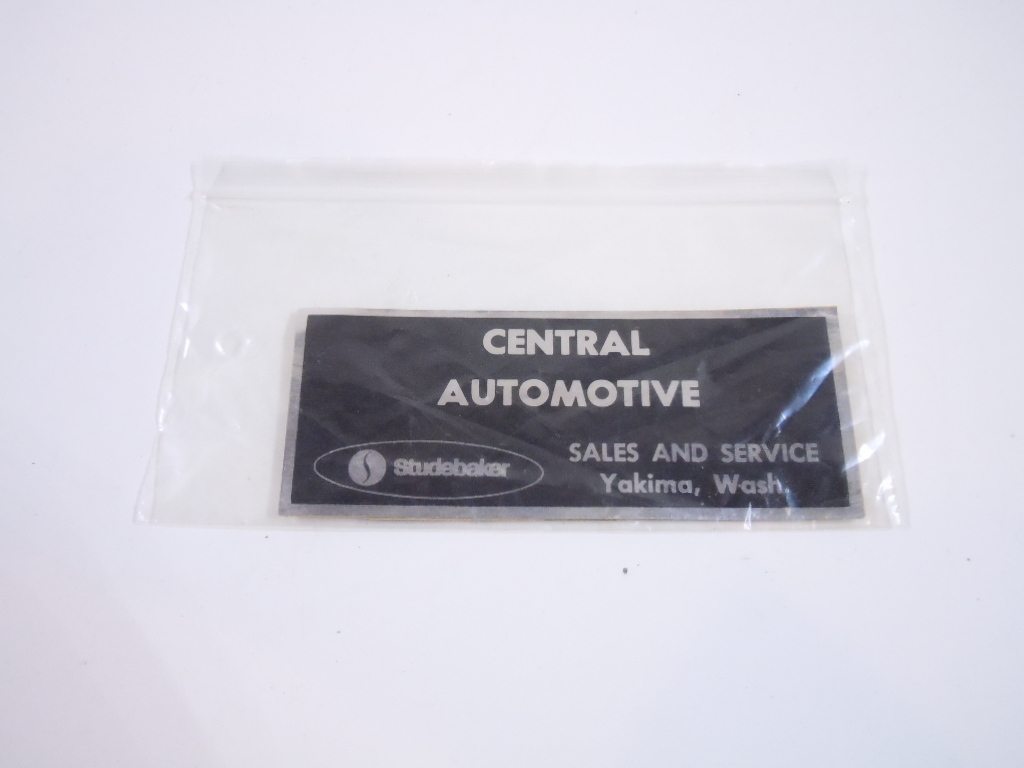 CENTRAL
AUTOMOTIVE
Studebaker
SALES AND SERVICE
Yakima, Wash.